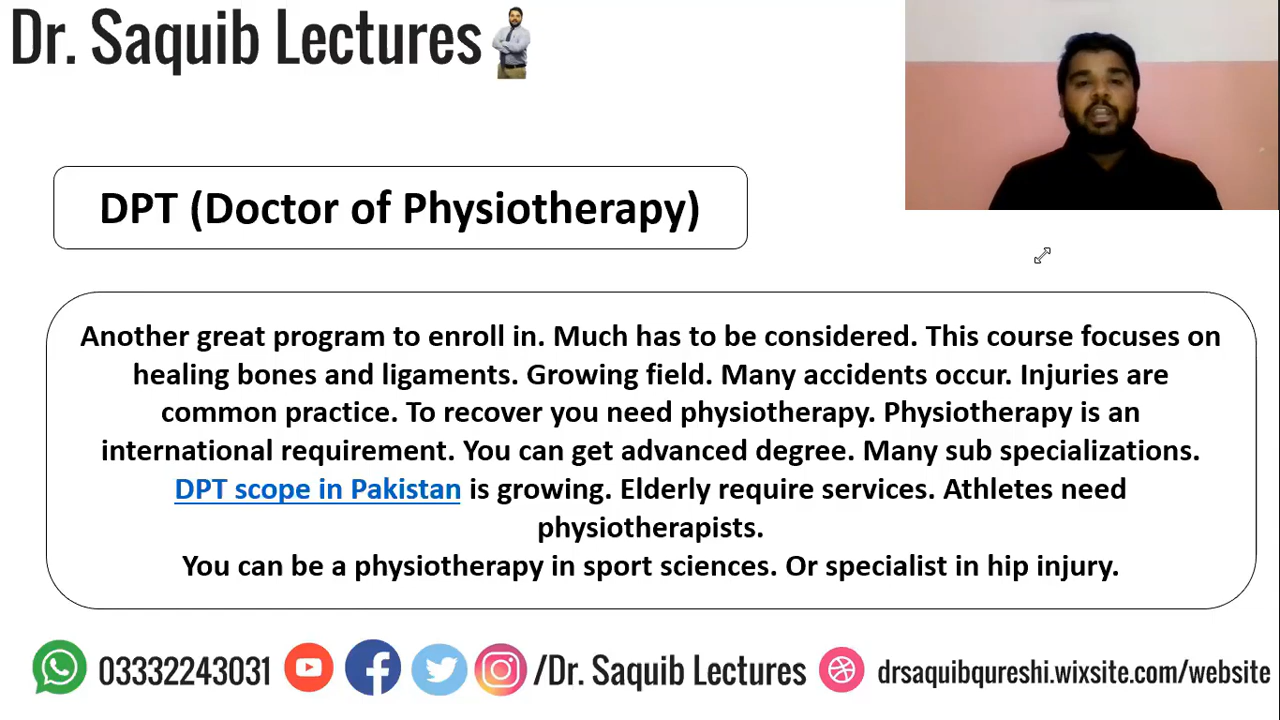 Dr. Saquib Lectures
DPT (Doctor of Physiotherapy)
Another great program to enroll in. Much has to be considered. This course focuses on
healing bones and ligaments. Growing field. Many accidents occur. Injuries are
common practice. To recover you need physiotherapy. Physiotherapy is an
international requirement. You can get advanced degree. Many sub specializations.
DPT scope in Pakistan is growing. Elderly require services. Athletes need
physiotherapists.
You can be a physiotherapy in sport sciences. Or specialist in hip injury.
03332243031 /Dr. Saquib Lectures drsaquibqureshi.wixsite.com/website